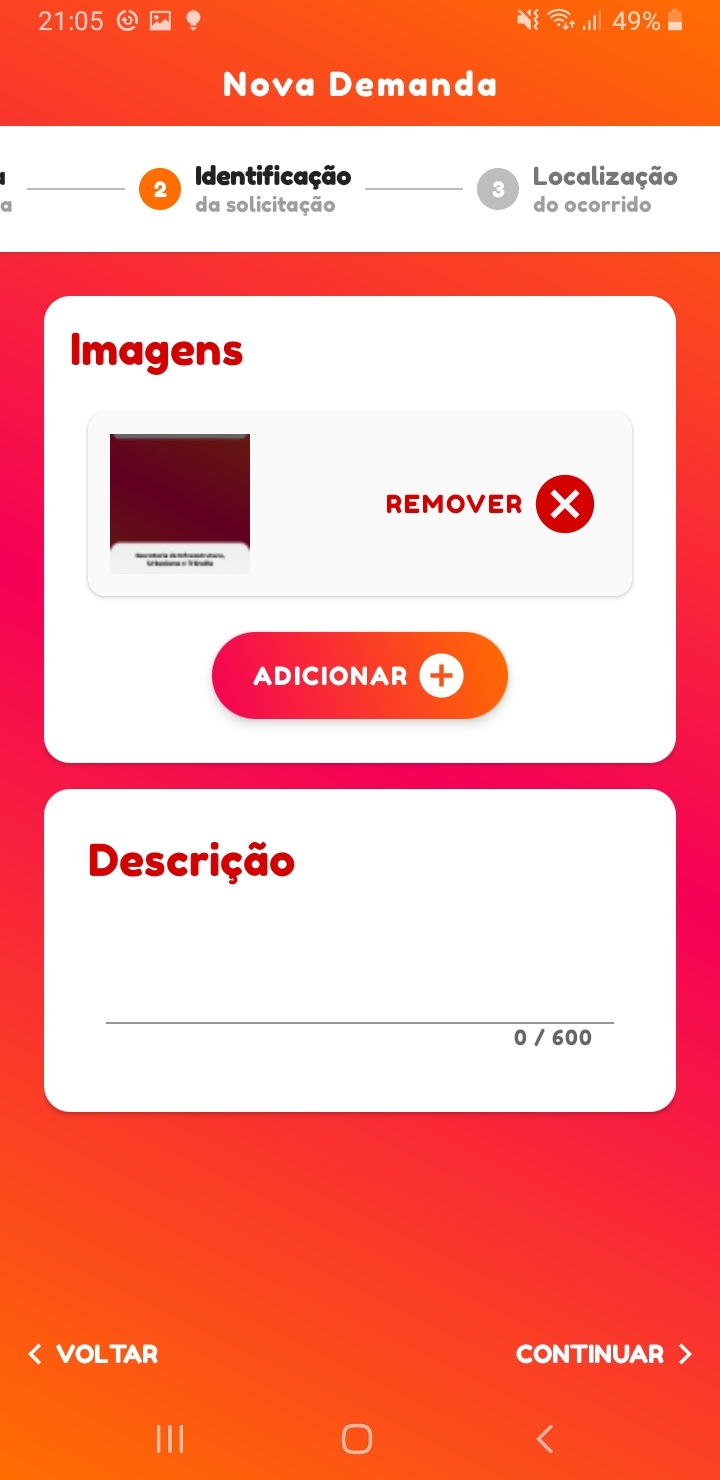 21:05 49%
Nova Demanda
a 2 Identificação 3 Localização
a da solicitação do ocorrido
Imagens
REMOVER
Secretaria de Infraestrutura,
Urbanismo e Trânsito
ADICIONAR
Descrição
0 / 600
VOLTAR CONTINUAR